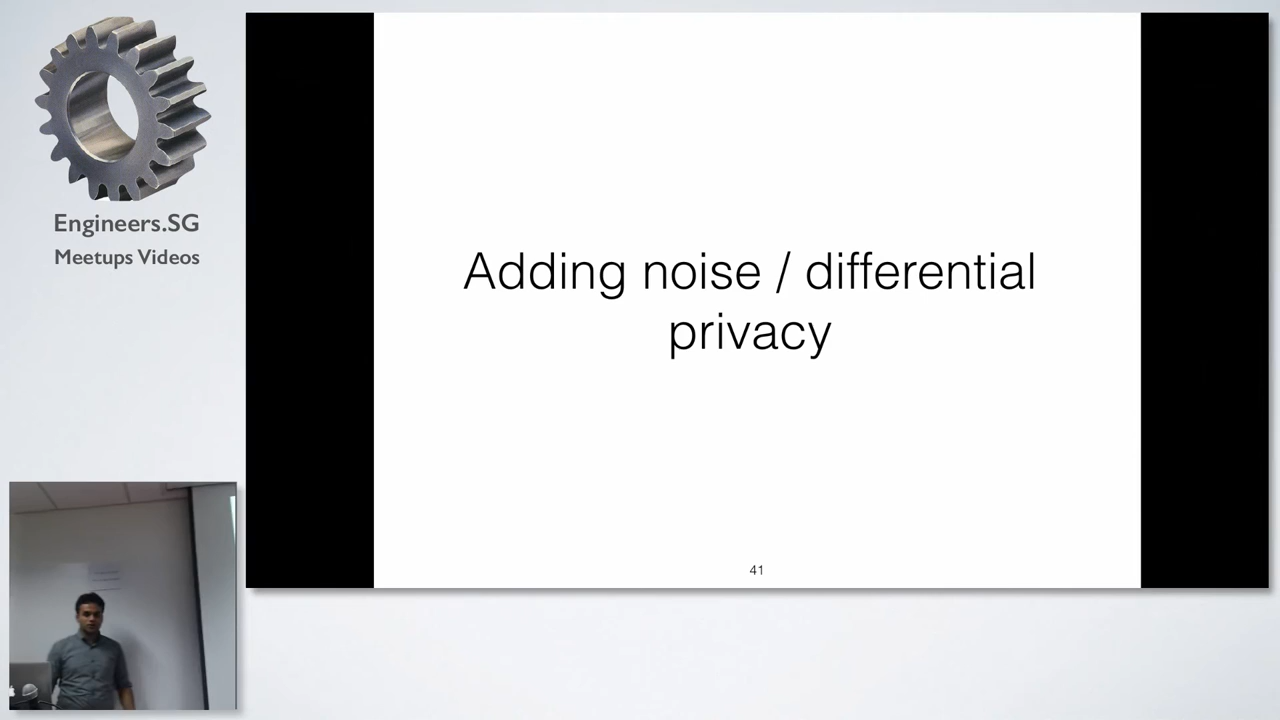 Engineers.SG
Meetups Videos
Adding noise / differential
privacy
41